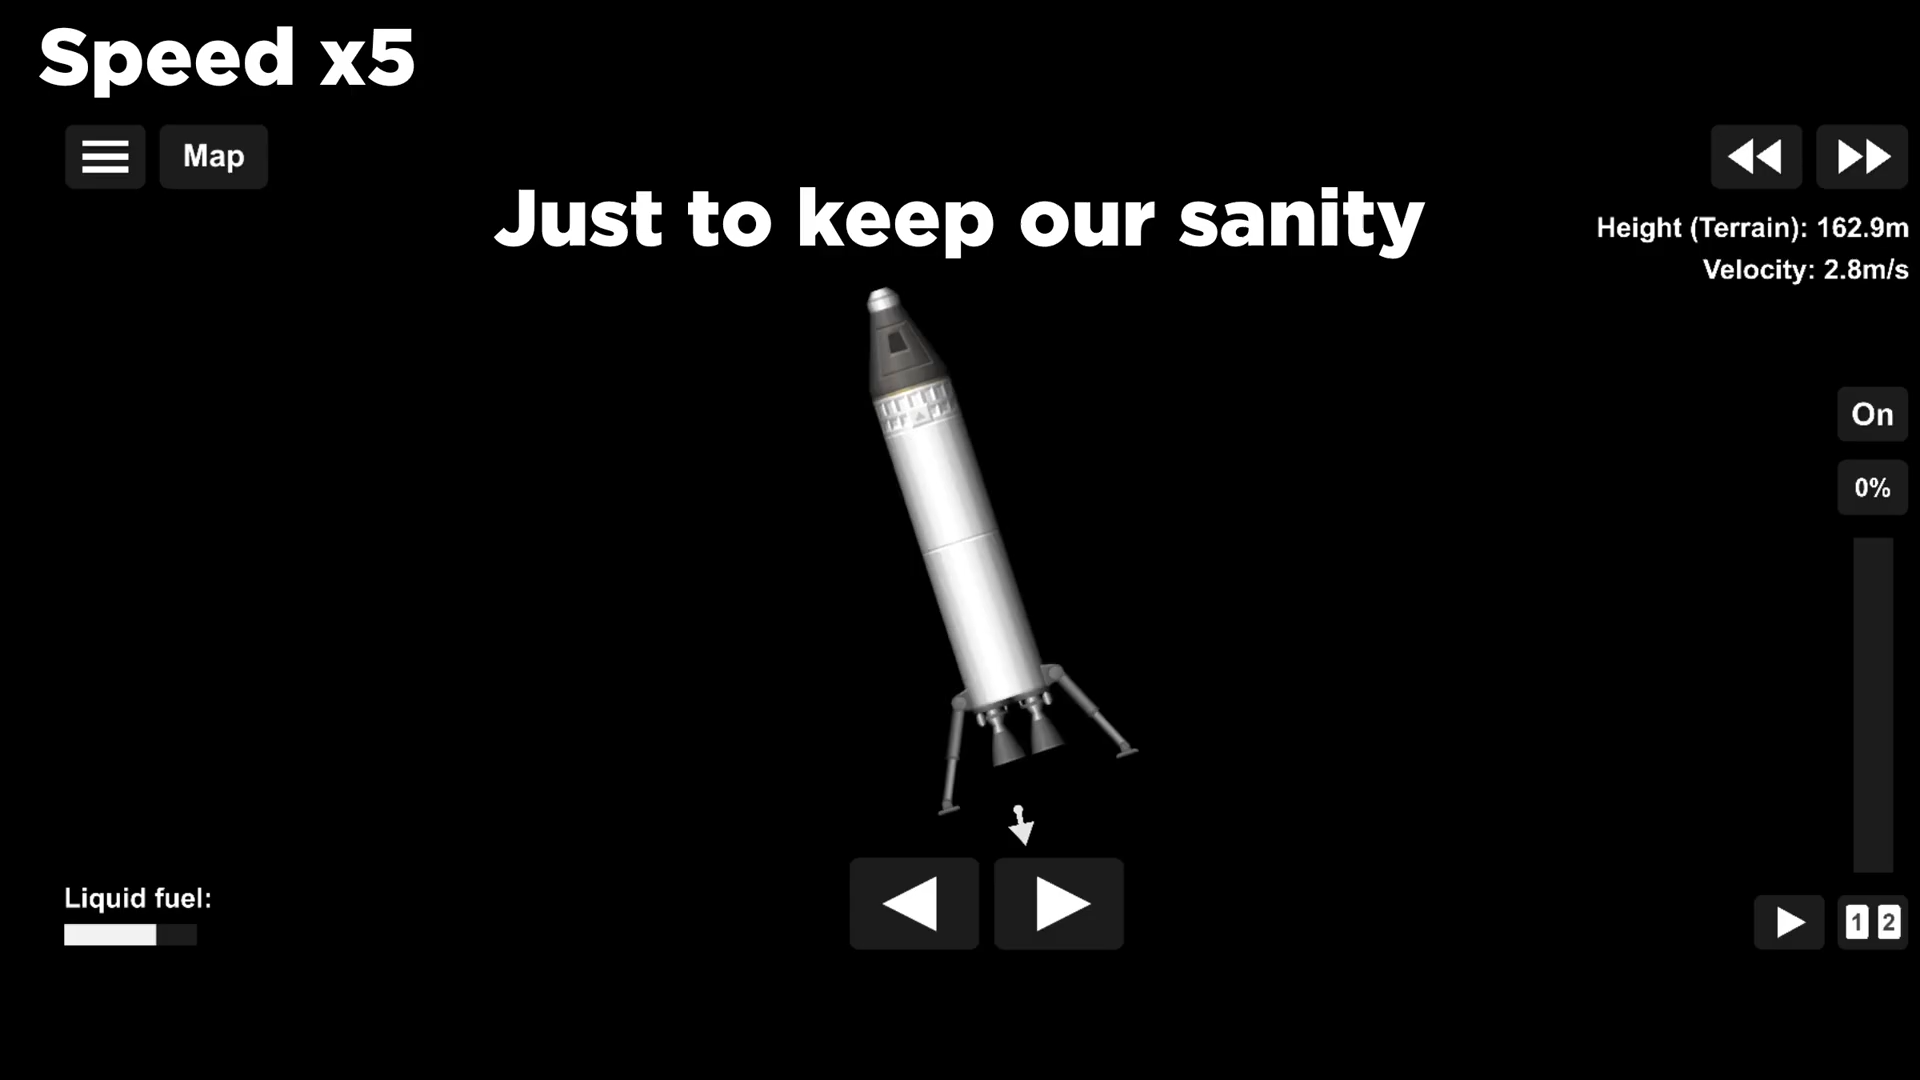 Speed x5
Map
Just to keep our sanity
Height (Terrain): 162.9m
Velocity: 2.8m/s
On
0%
Liquid fuel:
1 2